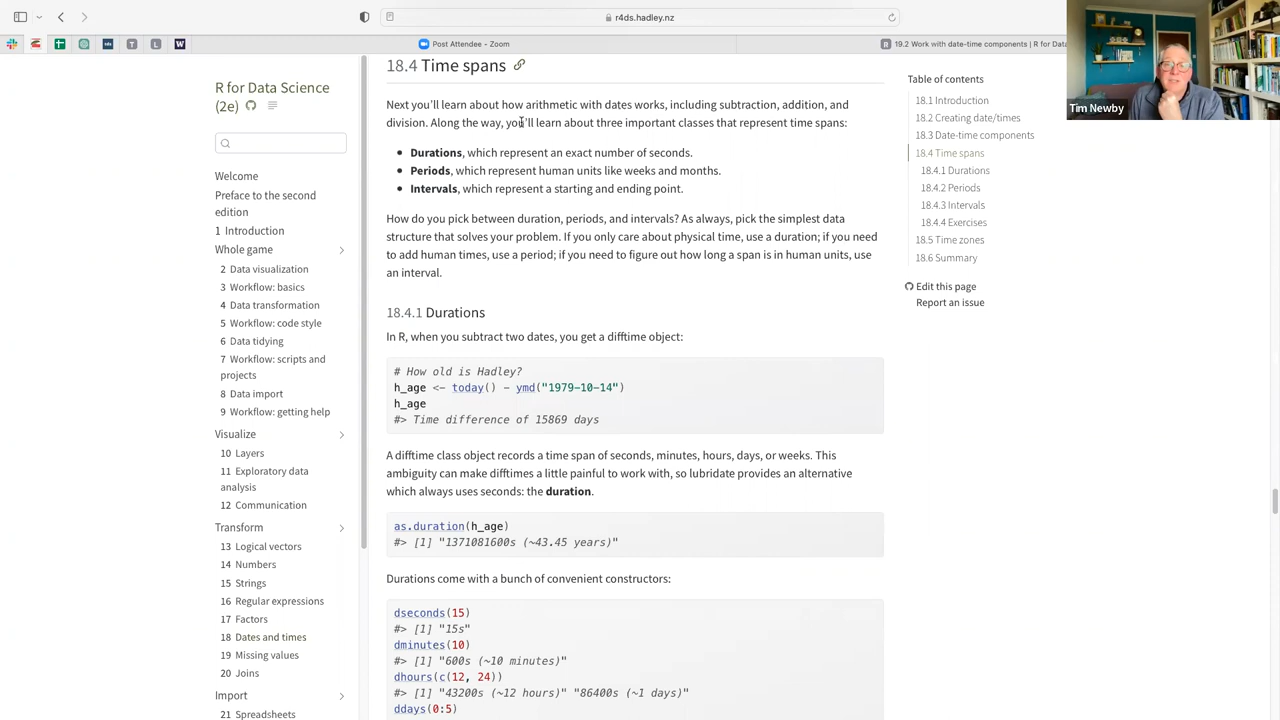 r4ds.hadley.nz
Post Attendee - Zoom
19.2 Work with date-time components | R for Data
Tim Newby
R for Data Science
(2e)
Welcome
Preface to the second
edition
1 Introduction
Whole game
2 Data visualization
3 Workflow: basics
4 Data transformation
5 Workflow: code style
6 Data tidying
7 Workflow: scripts and
projects
8 Data import
9 Workflow: getting help
Visualize
10 Layers
11 Exploratory data
analysis
12 Communication
Transform
13 Logical vectors
14 Numbers
15 Strings
16 Regular expressions
17 Factors
18 Dates and times
19 Missing values
20 Joins
Import
21 Spreadsheets
18.4 Time spans
Next you'll learn about how arithmetic with dates works, including subtraction, addition, and
division. Along the way, you'll learn about three important classes that represent time spans:
• Durations, which represent an exact number of seconds.
• Periods, which represent human units like weeks and months.
• Intervals, which represent a starting and ending point.
How do you pick between duration, periods, and intervals? As always, pick the simplest data
structure that solves your problem. If you only care about physical time, use a duration; if you need
to add human times, use a period; if you need to figure out how long a span is in human units, use
an interval.
18.4.1 Durations
In R, when you subtract two dates, you get a difftime object:
# How old is Hadley?
h_age <- today() - ymd("1979-10-14")
h_age
#> Time difference of 15869 days
A difftime class object records a time span of seconds, minutes, hours, days, or weeks. This
ambiguity can make difftimes a little painful to work with, so lubridate provides an alternative
which always uses seconds: the duration.
as.duration(h_age)
#> [1] "1371081600s (~43.45 years)"
Durations come with a bunch of convenient constructors:
dseconds(15)
#> [1] "15s"
dminutes(10)
#> [1] "600s (~10 minutes)"
dhours(c(12, 24))
#> [1] "43200s (~12 hours)" "86400s (~1 days)"
ddays(0:5)
Table of contents
18.1 Introduction
18.2 Creating date/times
18.3 Date-time components
18.4 Time spans
18.4.1 Durations
18.4.2 Periods
18.4.3 Intervals
18.4.4 Exercises
18.5 Time zones
18.6 Summary
Edit this page
Report an issue